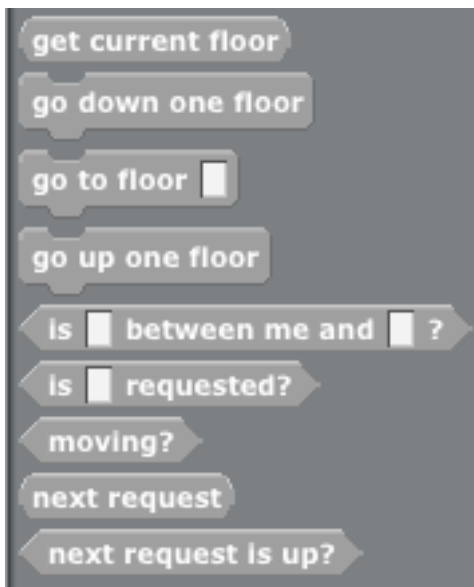 get current floor
go down one floor
go to floor
go up one floor
is between me and ?
is requested?
moving?
next request
next request is up?